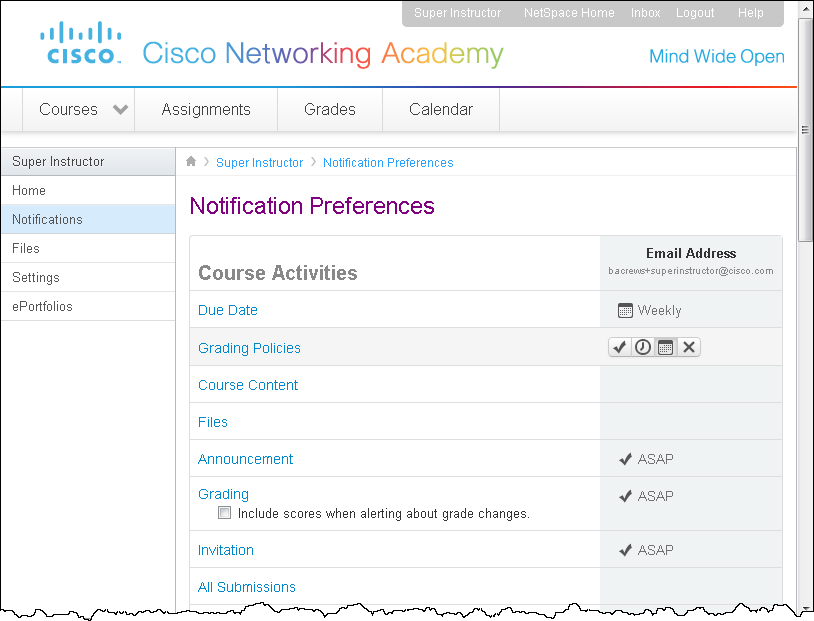 Super Instructor NetSpace Home Inbox Logout Help
CISCO Cisco Networking Academy
Mind Wide Open
Courses Assignments Grades Calendar
Super Instructor
Home
Notifications
Files
Settings
ePortfolios
Super Instructor Notification Preferences
Notification Preferences
Course Activities
Email Address
bacrews+superinstructor@cisco.com
Due Date Weekly
Grading Policies
Course Content
Files
Announcement ASAP
Grading ASAP
Include scores when alerting about grade changes.
Invitation ASAP
All Submissions